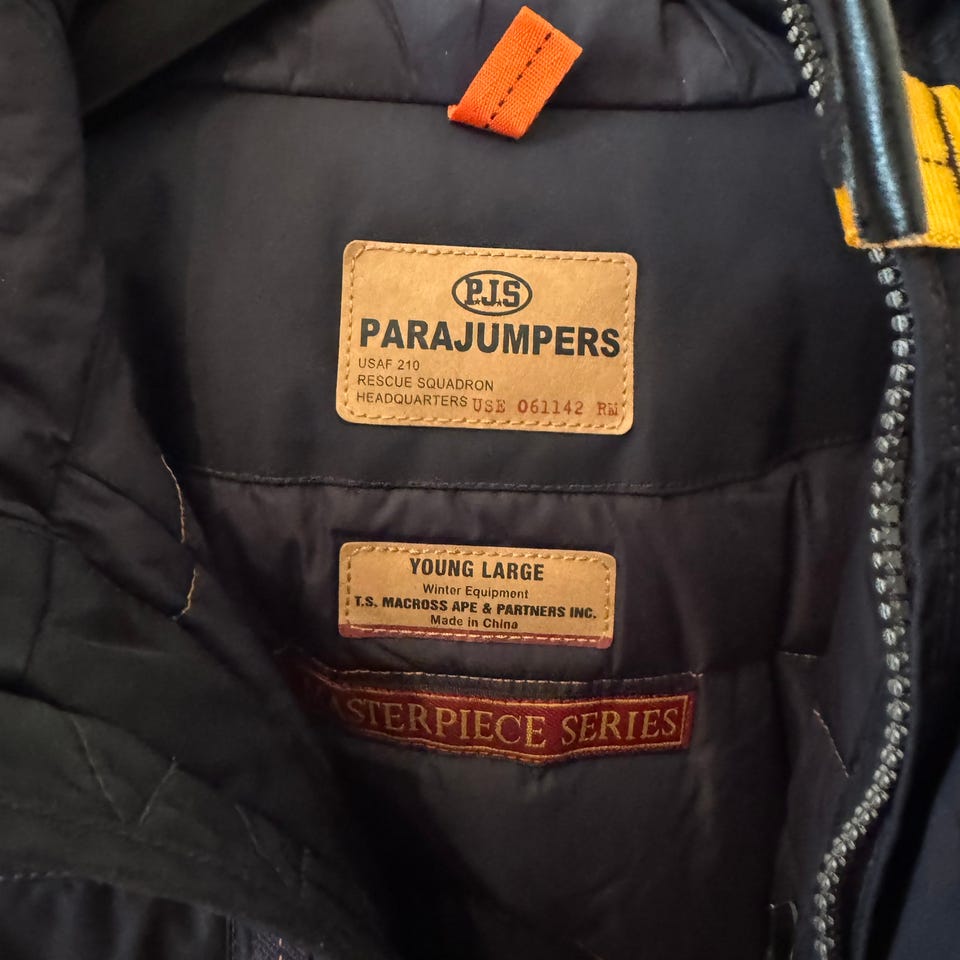 P.J.S
PARAJUMPERS
USAF 210
RESCUE SQUADRON
HEADQUARTERS USE 061142 RM
YOUNG LARGE
Winter Equipment
T.S. MACROSS APE & PARTNERS INC.
Made in China
MASTERPIECE SERIES